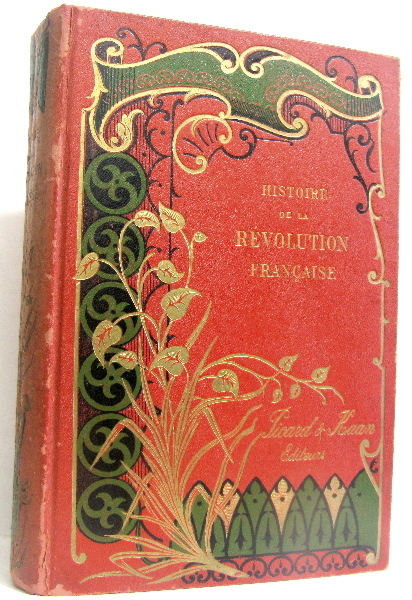 HISTOIRE
DE LA
RÉVOLUTION
FRANÇAISE
Picard & Kaan
Éditeurs